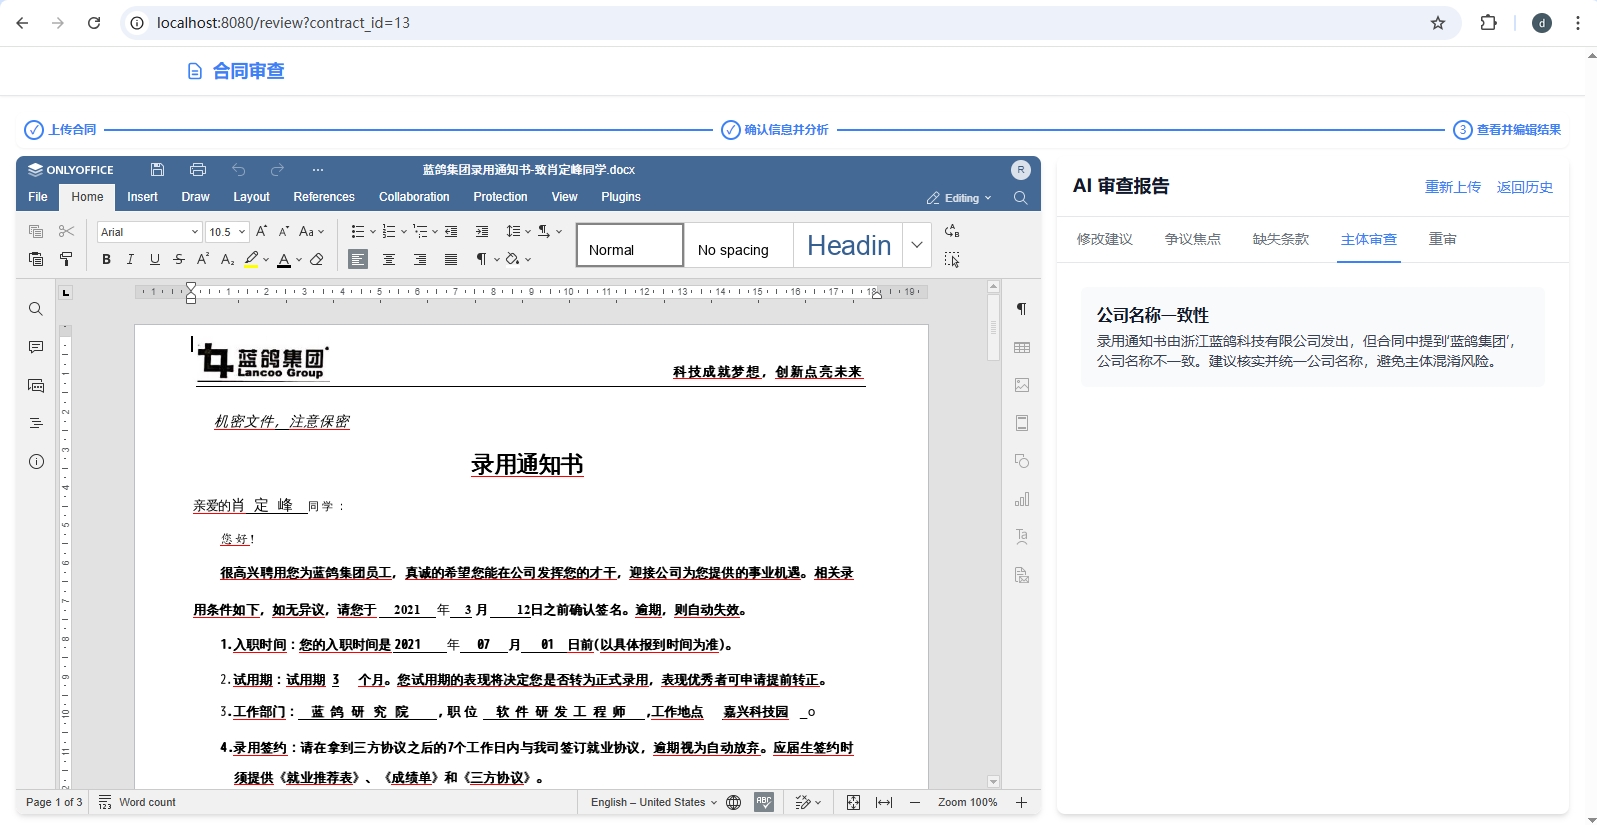 localhost:8080/review?contract_id=13
d
合同审查
上传合同
确认信息并分析
3 查看并编辑结果
ONLYOFFICE
蓝鸽集团录用通知书-致肖定峰同学.docx
R
File Home Insert Draw Layout References Collaboration Protection View Plugins
Editing
Arial 10.5
Normal
No spacing
Headin
机密文件，注意保密
蓝鸽集团
Lancoo Group
科技成就梦想，创新点亮未来
录用通知书
亲爱的肖 定 峰 同学：
您好！
很高兴聘用您为蓝鸽集团员工，真诚的希望您能在公司发挥您的才干，迎接公司为您提供的事业机遇。相关录
用条件如下，如无异议，请您于 2021 年 3 月 12日之前确认签名。逾期，则自动失效。
1.入职时间：您的入职时间是 2021 年 07 月 01 日前(以具体报到时间为准)。
2.试用期：试用期 3 个月。您试用期的表现将决定您是否转为正式录用，表现优秀者可申请提前转正。
3.工作部门： 蓝鸽研究院 ,职位 软件研发工程师 ,工作地点 嘉兴科技园 _o
4.录用签约：请在拿到三方协议之后的7个工作日内与我司签订就业协议，逾期视为自动放弃。应届生签约时
须提供《就业推荐表》、《成绩单》和《三方协议》。
Page 1 of 3
Word count
English – United States
Zoom 100%
AI 审查报告
重新上传 返回历史
修改建议 争议焦点 缺失条款 主体审查 重审
公司名称一致性
录用通知书由浙江蓝鸽科技有限公司发出，但合同中提到'蓝鸽集团'，
公司名称不一致。建议核实并统一公司名称，避免主体混淆风险。